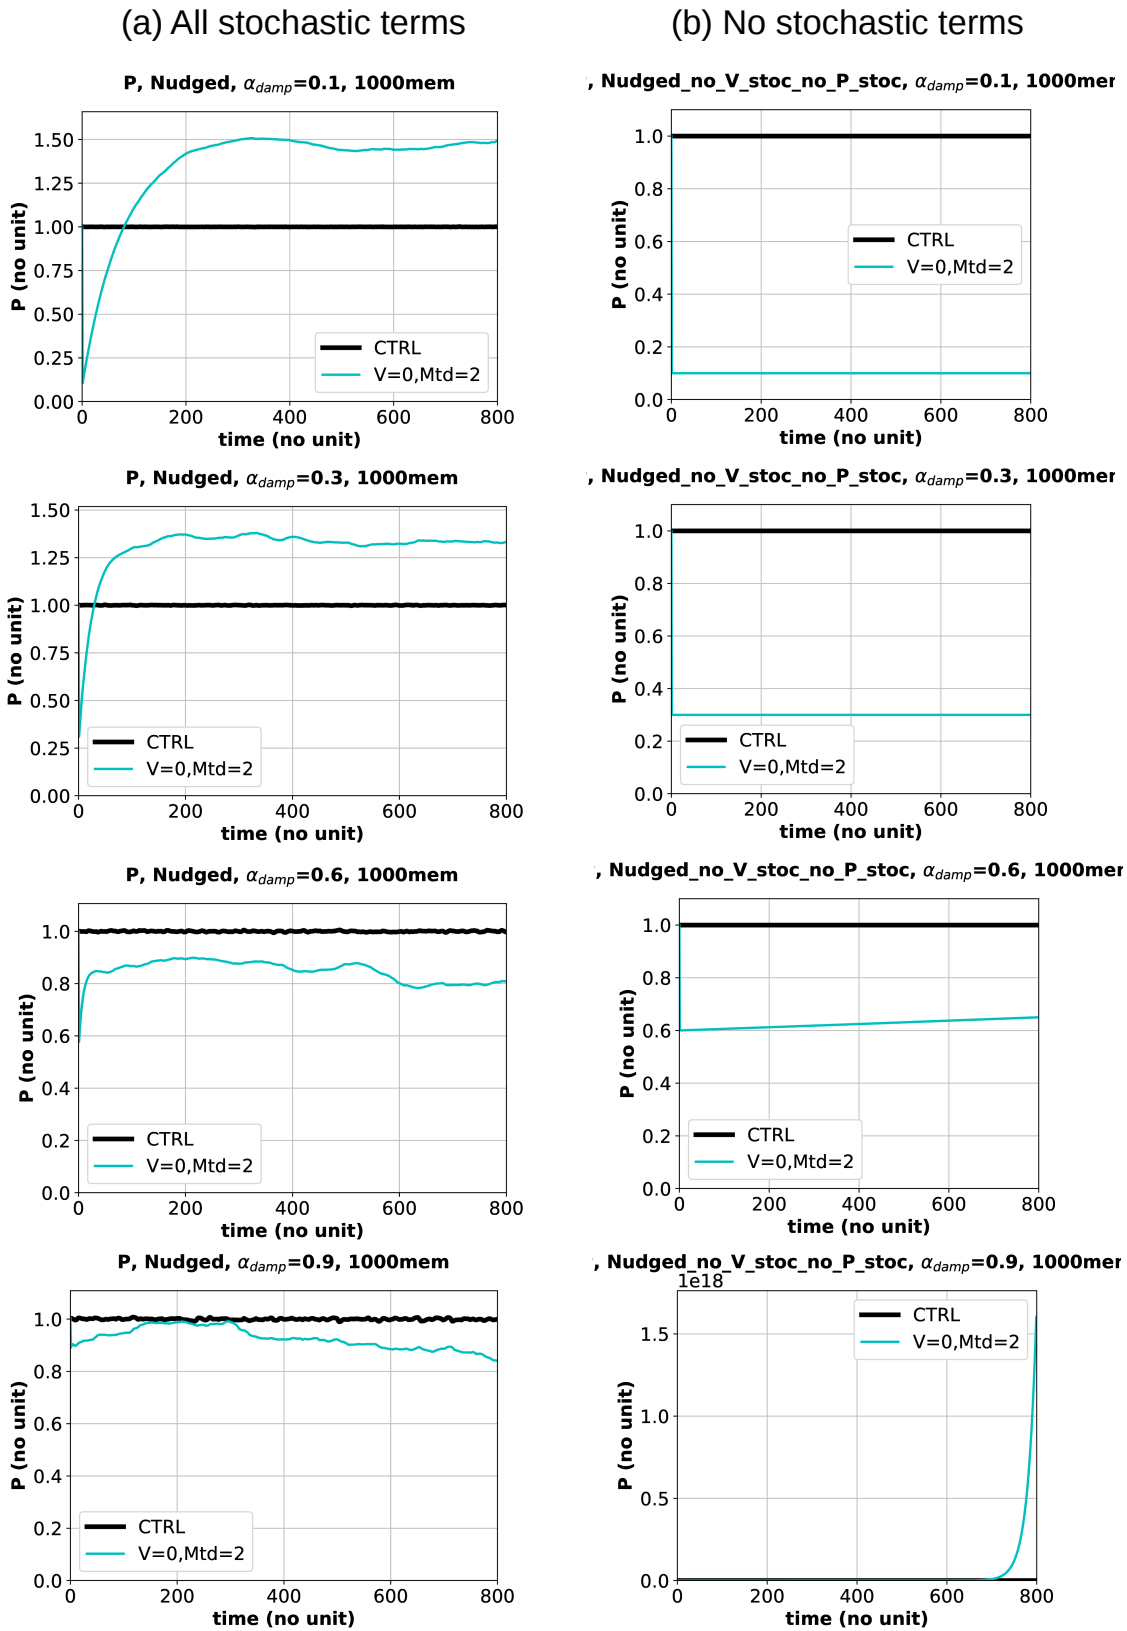 (a) All stochastic terms
(b) No stochastic terms
P, Nudged, αdamp=0.1, 1000mem
1.50
1.25
1.00
0.75
0.50
0.25
0.00
P (no unit)
CTRL
V=0,Mtd=2
0 200 400 600 800
time (no unit)
, Nudged_no_V_stoc_no_P_stoc, αdamp=0.1, 1000mem
1.0
0.8
0.6
0.4
0.2
0.0
P (no unit)
CTRL
V=0,Mtd=2
0 200 400 600 800
time (no unit)
P, Nudged, αdamp=0.3, 1000mem
1.50
1.25
1.00
0.75
0.50
0.25
0.00
P (no unit)
CTRL
V=0,Mtd=2
0 200 400 600 800
time (no unit)
, Nudged_no_V_stoc_no_P_stoc, αdamp=0.3, 1000mem
1.0
0.8
0.6
0.4
0.2
0.0
P (no unit)
CTRL
V=0,Mtd=2
0 200 400 600 800
time (no unit)
P, Nudged, αdamp=0.6, 1000mem
1.0
0.8
0.6
0.4
0.2
0.0
P (no unit)
CTRL
V=0,Mtd=2
0 200 400 600 800
time (no unit)
, Nudged_no_V_stoc_no_P_stoc, αdamp=0.6, 1000mem
1.0
0.8
0.6
0.4
0.2
0.0
P (no unit)
CTRL
V=0,Mtd=2
0 200 400 600 800
time (no unit)
P, Nudged, αdamp=0.9, 1000mem
1.0
0.8
0.6
0.4
0.2
0.0
P (no unit)
CTRL
V=0,Mtd=2
0 200 400 600 800
time (no unit)
, Nudged_no_V_stoc_no_P_stoc, αdamp=0.9, 1000mem
1e18
1.5
1.0
0.5
0.0
P (no unit)
CTRL
V=0,Mtd=2
0 200 400 600 800
time (no unit)